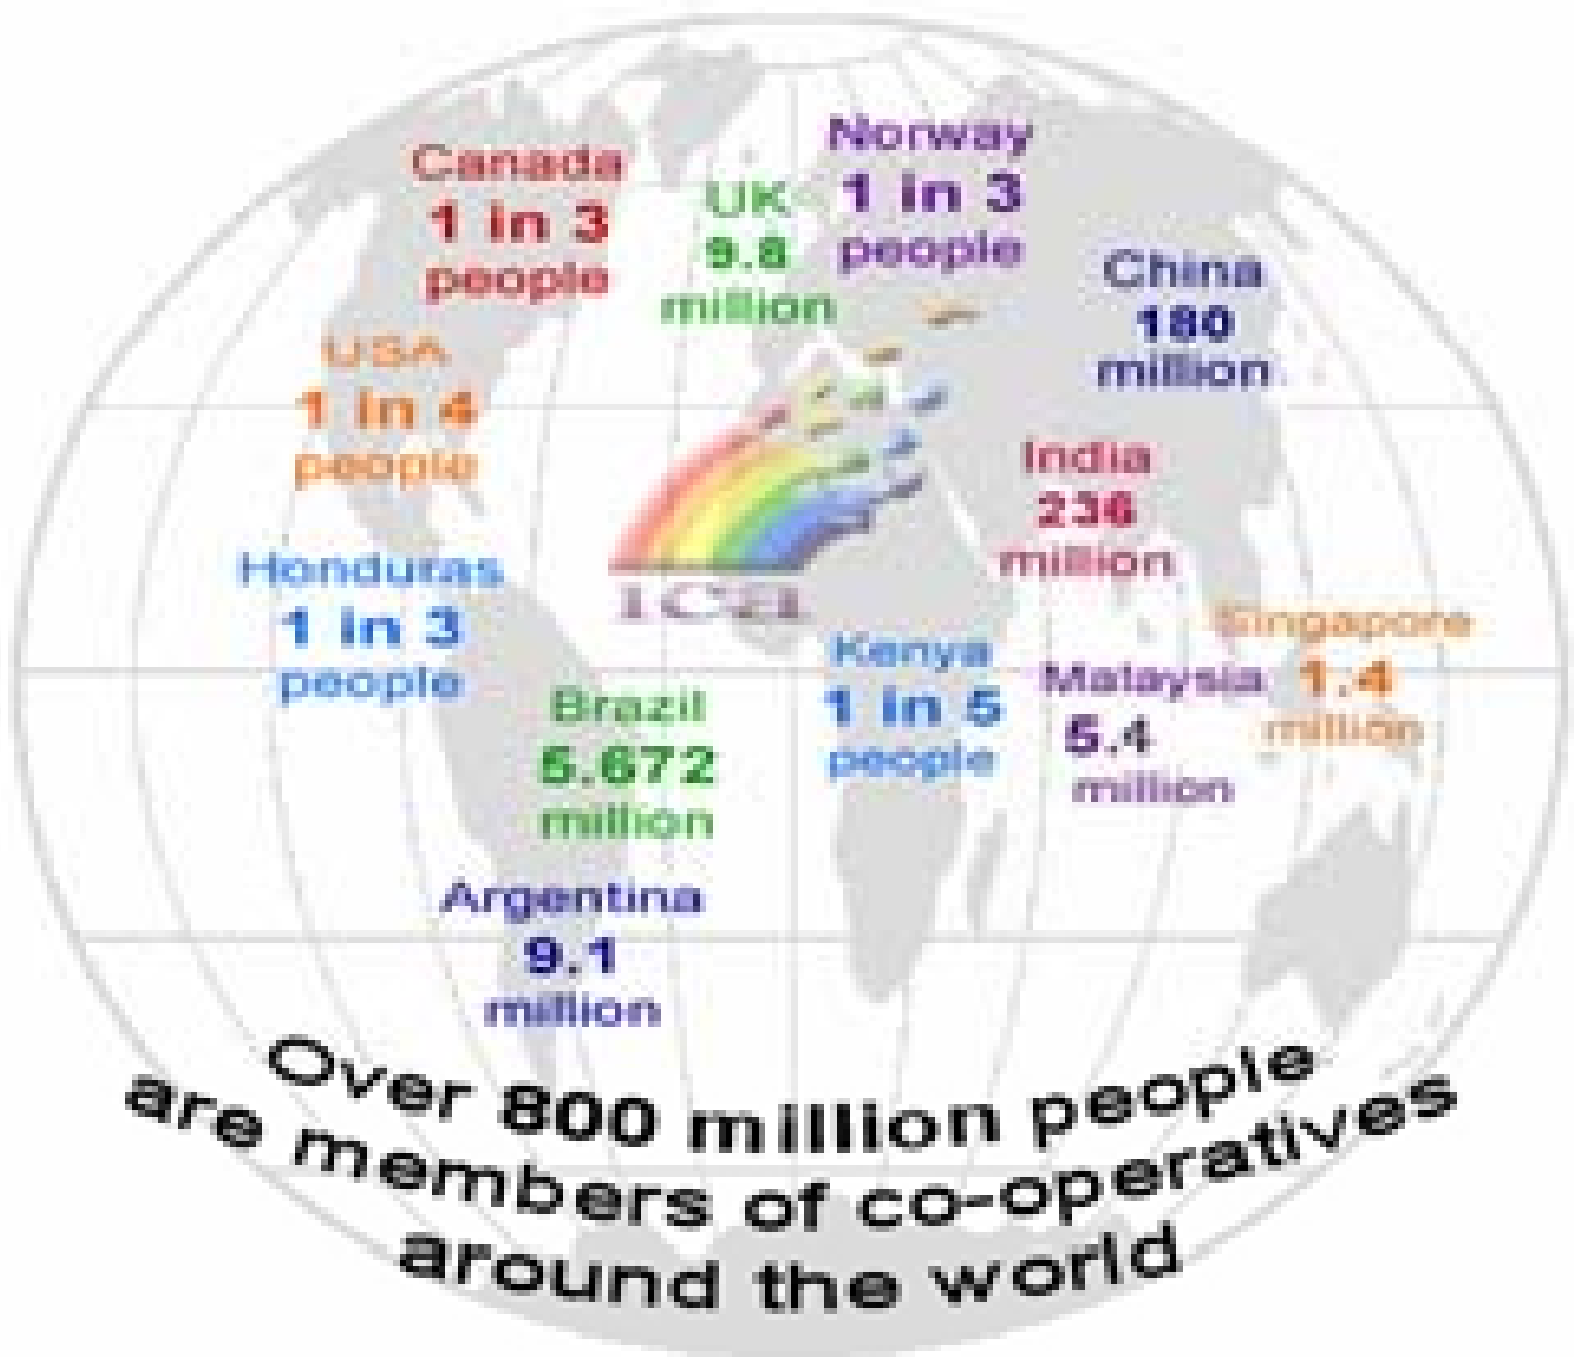 Norway
1 in 3
people
Canada
1 in 3
people
UK
9.8
million
China
180
million
USA
1 in 4
people
India
236
million
Honduras
1 in 3
people
Singapore
1.4
million
Kenya
1 in 5
people
Malaysia
5.4
million
Brazil
5.672
million
Argentina
9.1
million
Over 800 million people
are members of co-operatives
around the world